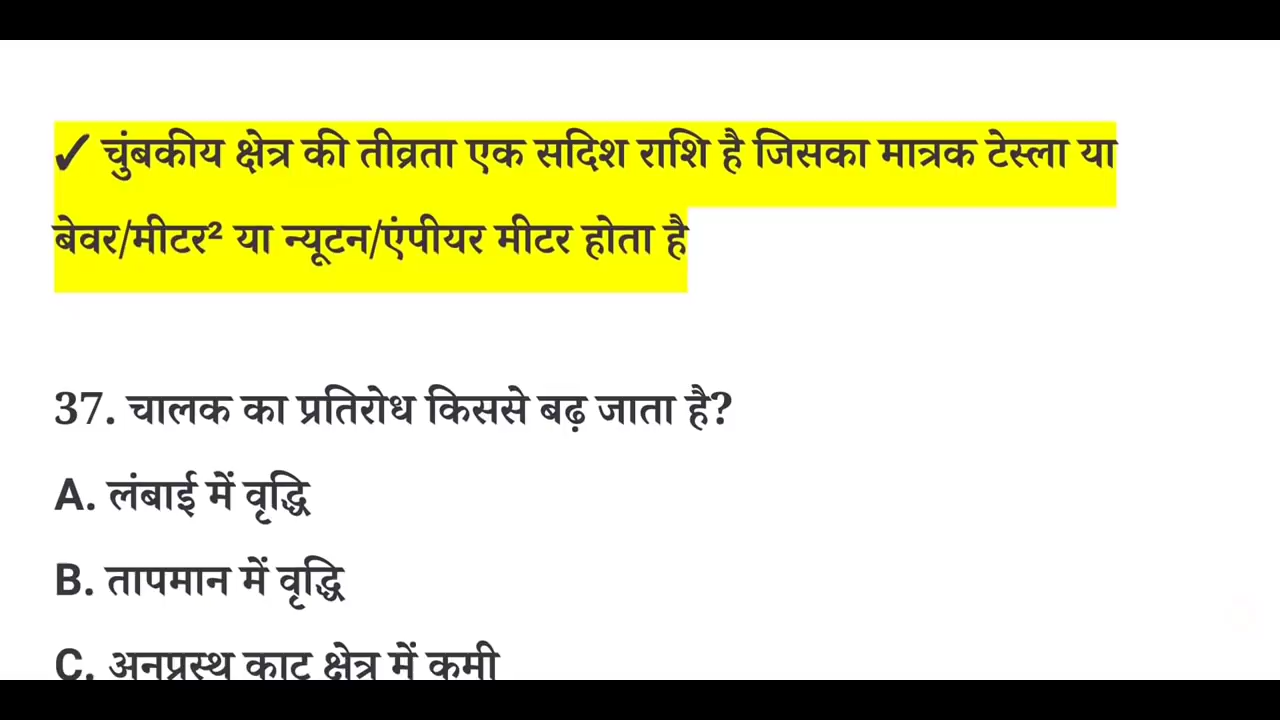 ✓ चुंबकीय क्षेत्र की तीव्रता एक सदिश राशि है जिसका मात्रक टेस्ला या
बेवर/मीटर² या न्यूटन/एंपीयर मीटर होता है
37. चालक का प्रतिरोध किससे बढ़ जाता है?
A. लंबाई में वृद्धि
B. तापमान में वृद्धि
C. अनुप्रस्थ काट क्षेत्र में कमी